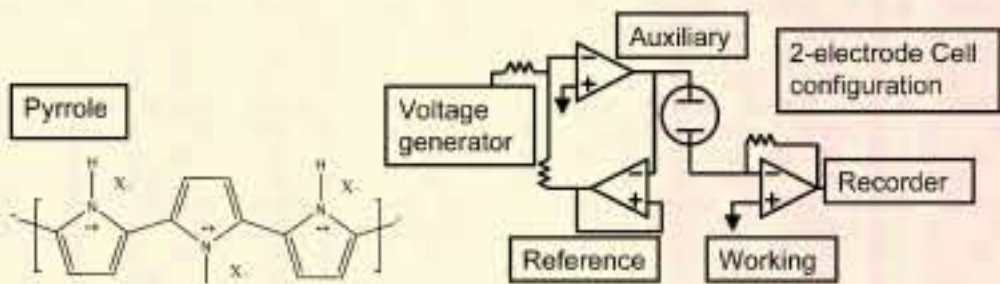 Auxiliary
2-electrode Cell
configuration
Pyrrole
Voltage
generator
H
N
X-
N
X-
H
N
X-
Recorder
Reference
Working